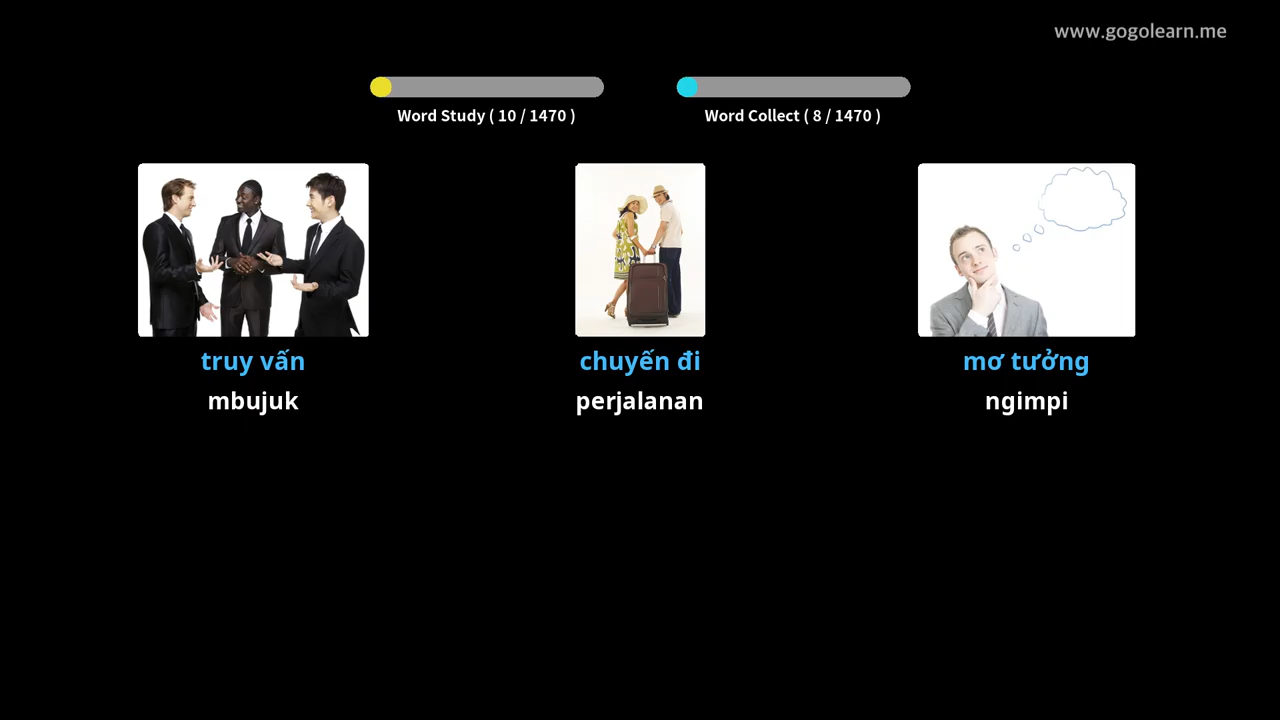 www.gogolearn.me
Word Study ( 10 / 1470 )
Word Collect ( 8 / 1470 )
truy vấn
chuyến đi
mơ tưởng
mbujuk
perjalanan
ngimpi